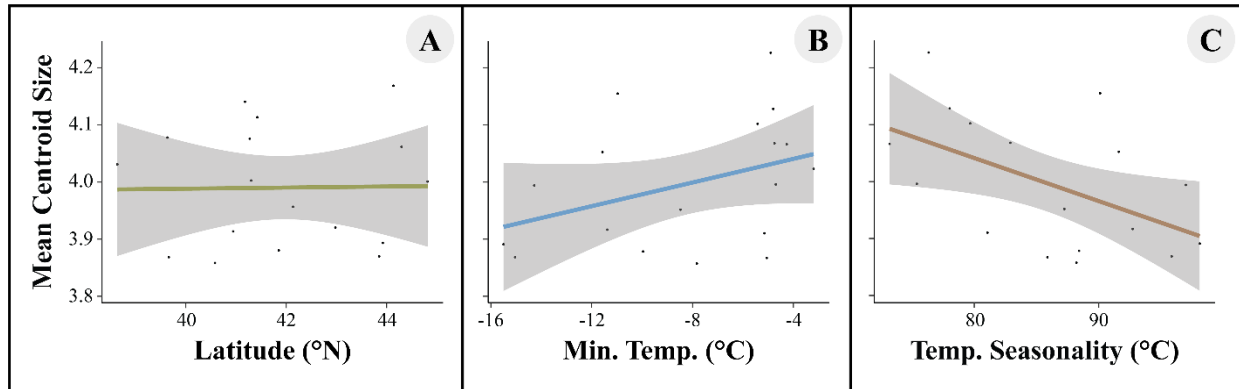 A
B
C
Mean Centroid Size
4.2
4.1
4.0
3.9
3.8
40 42 44
-16 -12 -8 -4
80 90
Latitude (°N)
Min. Temp. (°C)
Temp. Seasonality (°C)